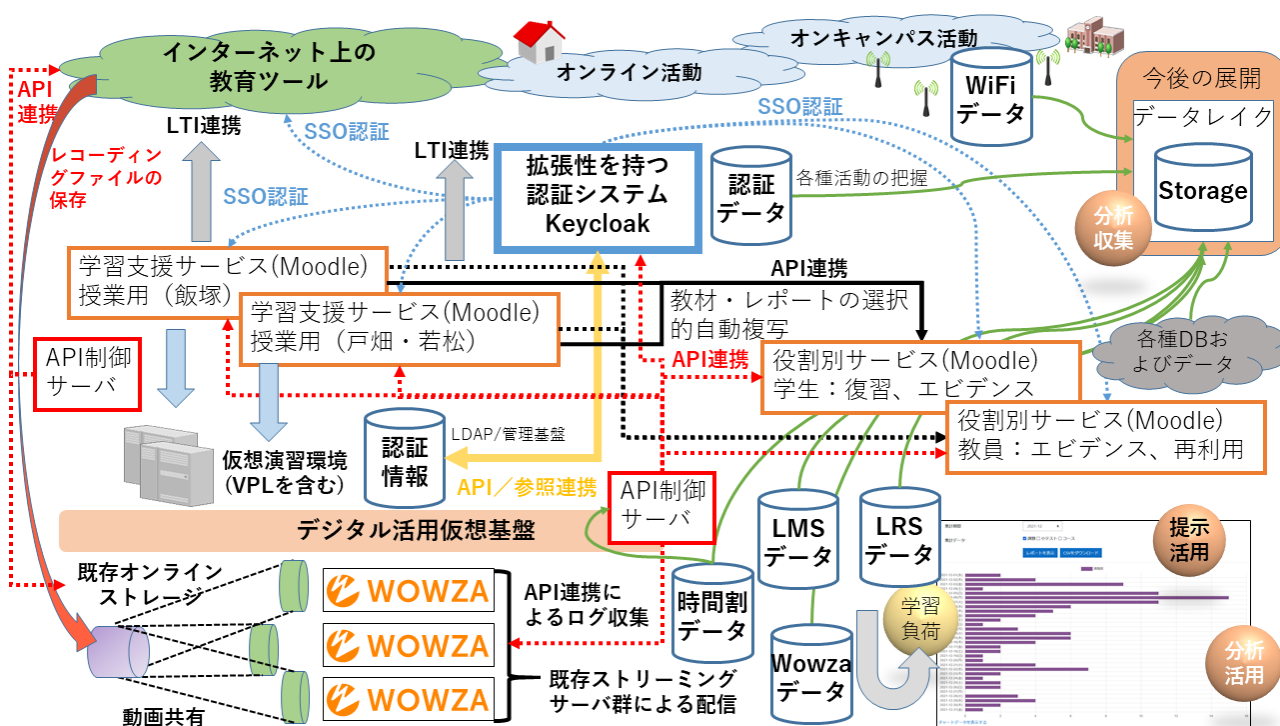 インターネット上の
教育ツール
オンライン活動
オンキャンパス活動
WiFi
データ
今後の展開
データレイク
Storage
分析
収集
API
連携
LTI連携
SSO認証
LTI連携
SSO認証
SSO認証
レコーディン
グファイルの
保存
拡張性を持つ
認証システム
Keycloak
認証
データ
各種活動の把握
学習支援サービス(Moodle)
授業用（飯塚）
学習支援サービス(Moodle)
授業用（戸畑・若松）
API連携
教材・レポートの選択
的自動複写
API連携
各種DBお
よびデータ
役割別サービス(Moodle)
学生：復習、エビデンス
役割別サービス(Moodle)
教員：エビデンス、再利用
API制御
サーバ
仮想演習環境
(VPLを含む)
認証
情報
LDAP/管理基盤
API／参照連携
API制御
サーバ
デジタル活用仮想基盤
LMS
データ
LRS
データ
時間割
データ
Wowza
データ
学習
負荷
提示
活用
分析
活用
既存オンライン
ストレージ
動画共有
WOWZA
WOWZA
WOWZA
API連携に
よるログ収集
既存ストリーミング
サーバ群による配信
2021-12